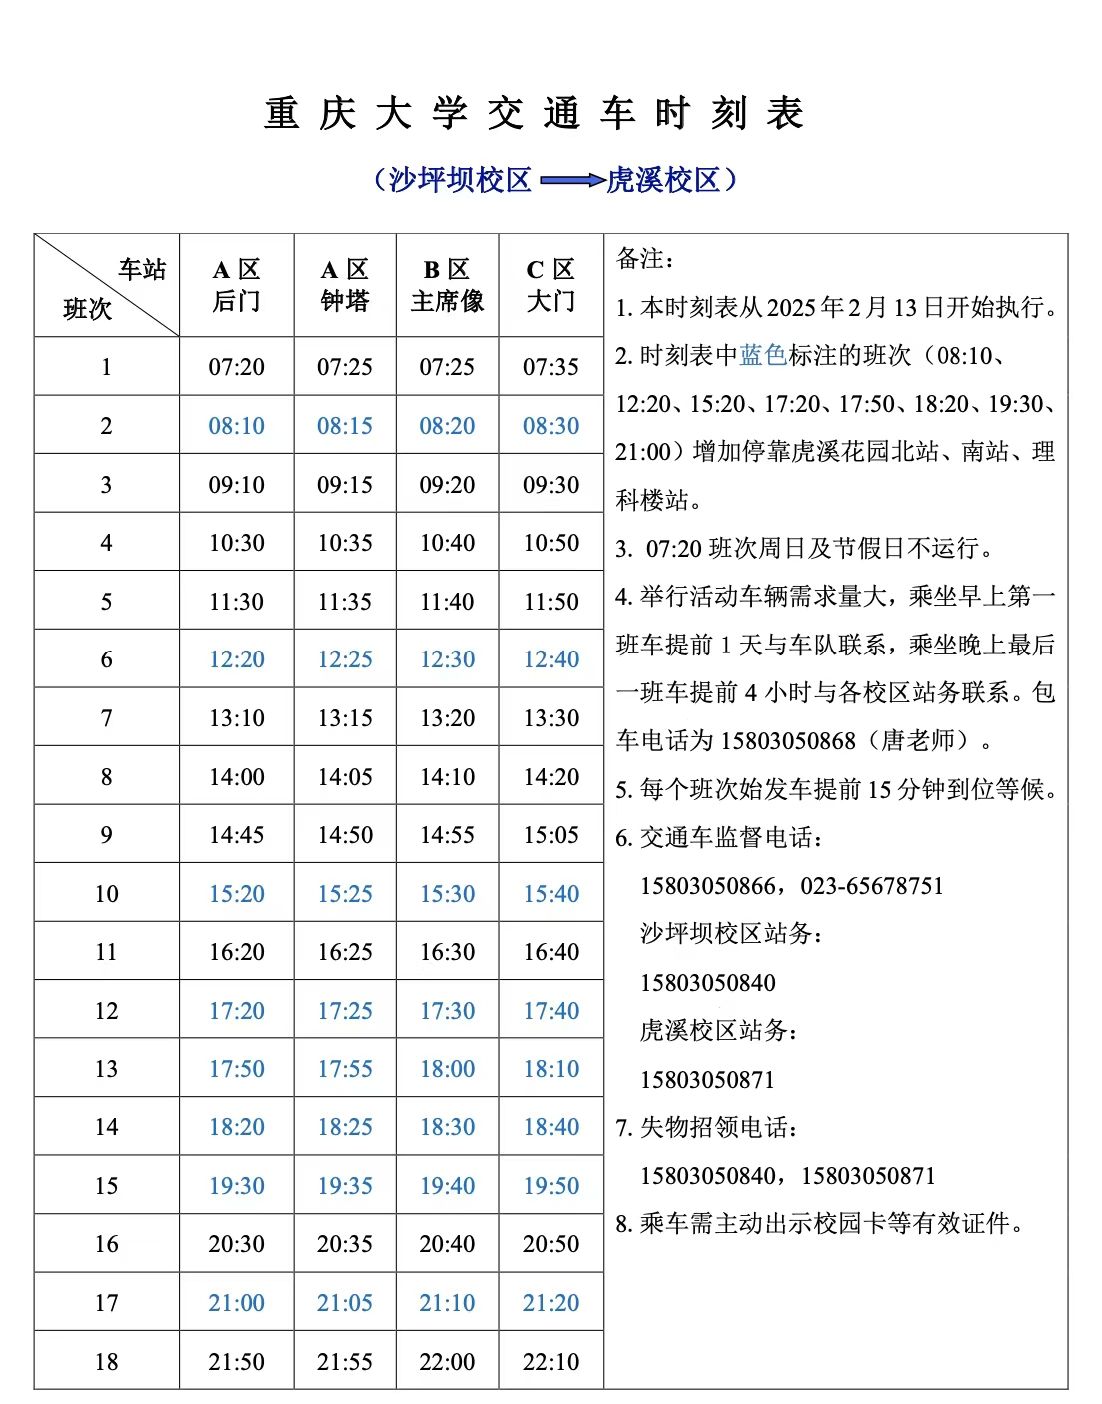 重庆大学交通车时刻表
（沙坪坝校区 虎溪校区）
车站 班次 A区后门 A区钟塔 B区主席像 C区大门
1 07:20 07:25 07:25 07:35
2 08:10 08:15 08:20 08:30
3 09:10 09:15 09:20 09:30
4 10:30 10:35 10:40 10:50
5 11:30 11:35 11:40 11:50
6 12:20 12:25 12:30 12:40
7 13:10 13:15 13:20 13:30
8 14:00 14:05 14:10 14:20
9 14:45 14:50 14:55 15:05
10 15:20 15:25 15:30 15:40
11 16:20 16:25 16:30 16:40
12 17:20 17:25 17:30 17:40
13 17:50 17:55 18:00 18:10
14 18:20 18:25 18:30 18:40
15 19:30 19:35 19:40 19:50
16 20:30 20:35 20:40 20:50
17 21:00 21:05 21:10 21:20
18 21:50 21:55 22:00 22:10
备注：
1. 本时刻表从2025年2月13日开始执行。
2. 时刻表中蓝色标注的班次（08:10、
12:20、15:20、17:20、17:50、18:20、19:30、
21:00）增加停靠虎溪花园北站、南站、理
科楼站。
3. 07:20 班次周日及节假日不运行。
4. 举行活动车辆需求量大，乘坐早上第一
班车提前 1 天与车队联系，乘坐晚上最后
一班车提前 4 小时与各校区站务联系。包
车电话为 15803050868（唐老师）。
5. 每个班次始发车提前15分钟到位等候。
6. 交通车监督电话：
15803050866，023-65678751
沙坪坝校区站务：
15803050840
虎溪校区站务：
15803050871
7. 失物招领电话：
15803050840，15803050871
8. 乘车需主动出示校园卡等有效证件。